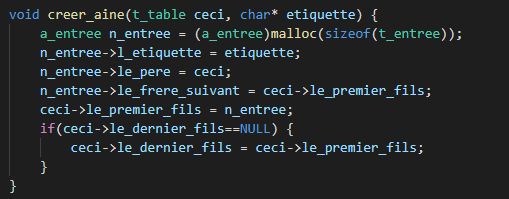 void creer_aine(t_table ceci, char* etiquette) {
    a_entree n_entree = (a_entree)malloc(sizeof(t_entree));
    n_entree->l_etiquette = etiquette;
    n_entree->le_pere = ceci;
    n_entree->le_frere_suivant = ceci->le_premier_fils;
    ceci->le_premier_fils = n_entree;
    if(ceci->le_dernier_fils==NULL) {
        ceci->le_dernier_fils = ceci->le_premier_fils;
    }
}